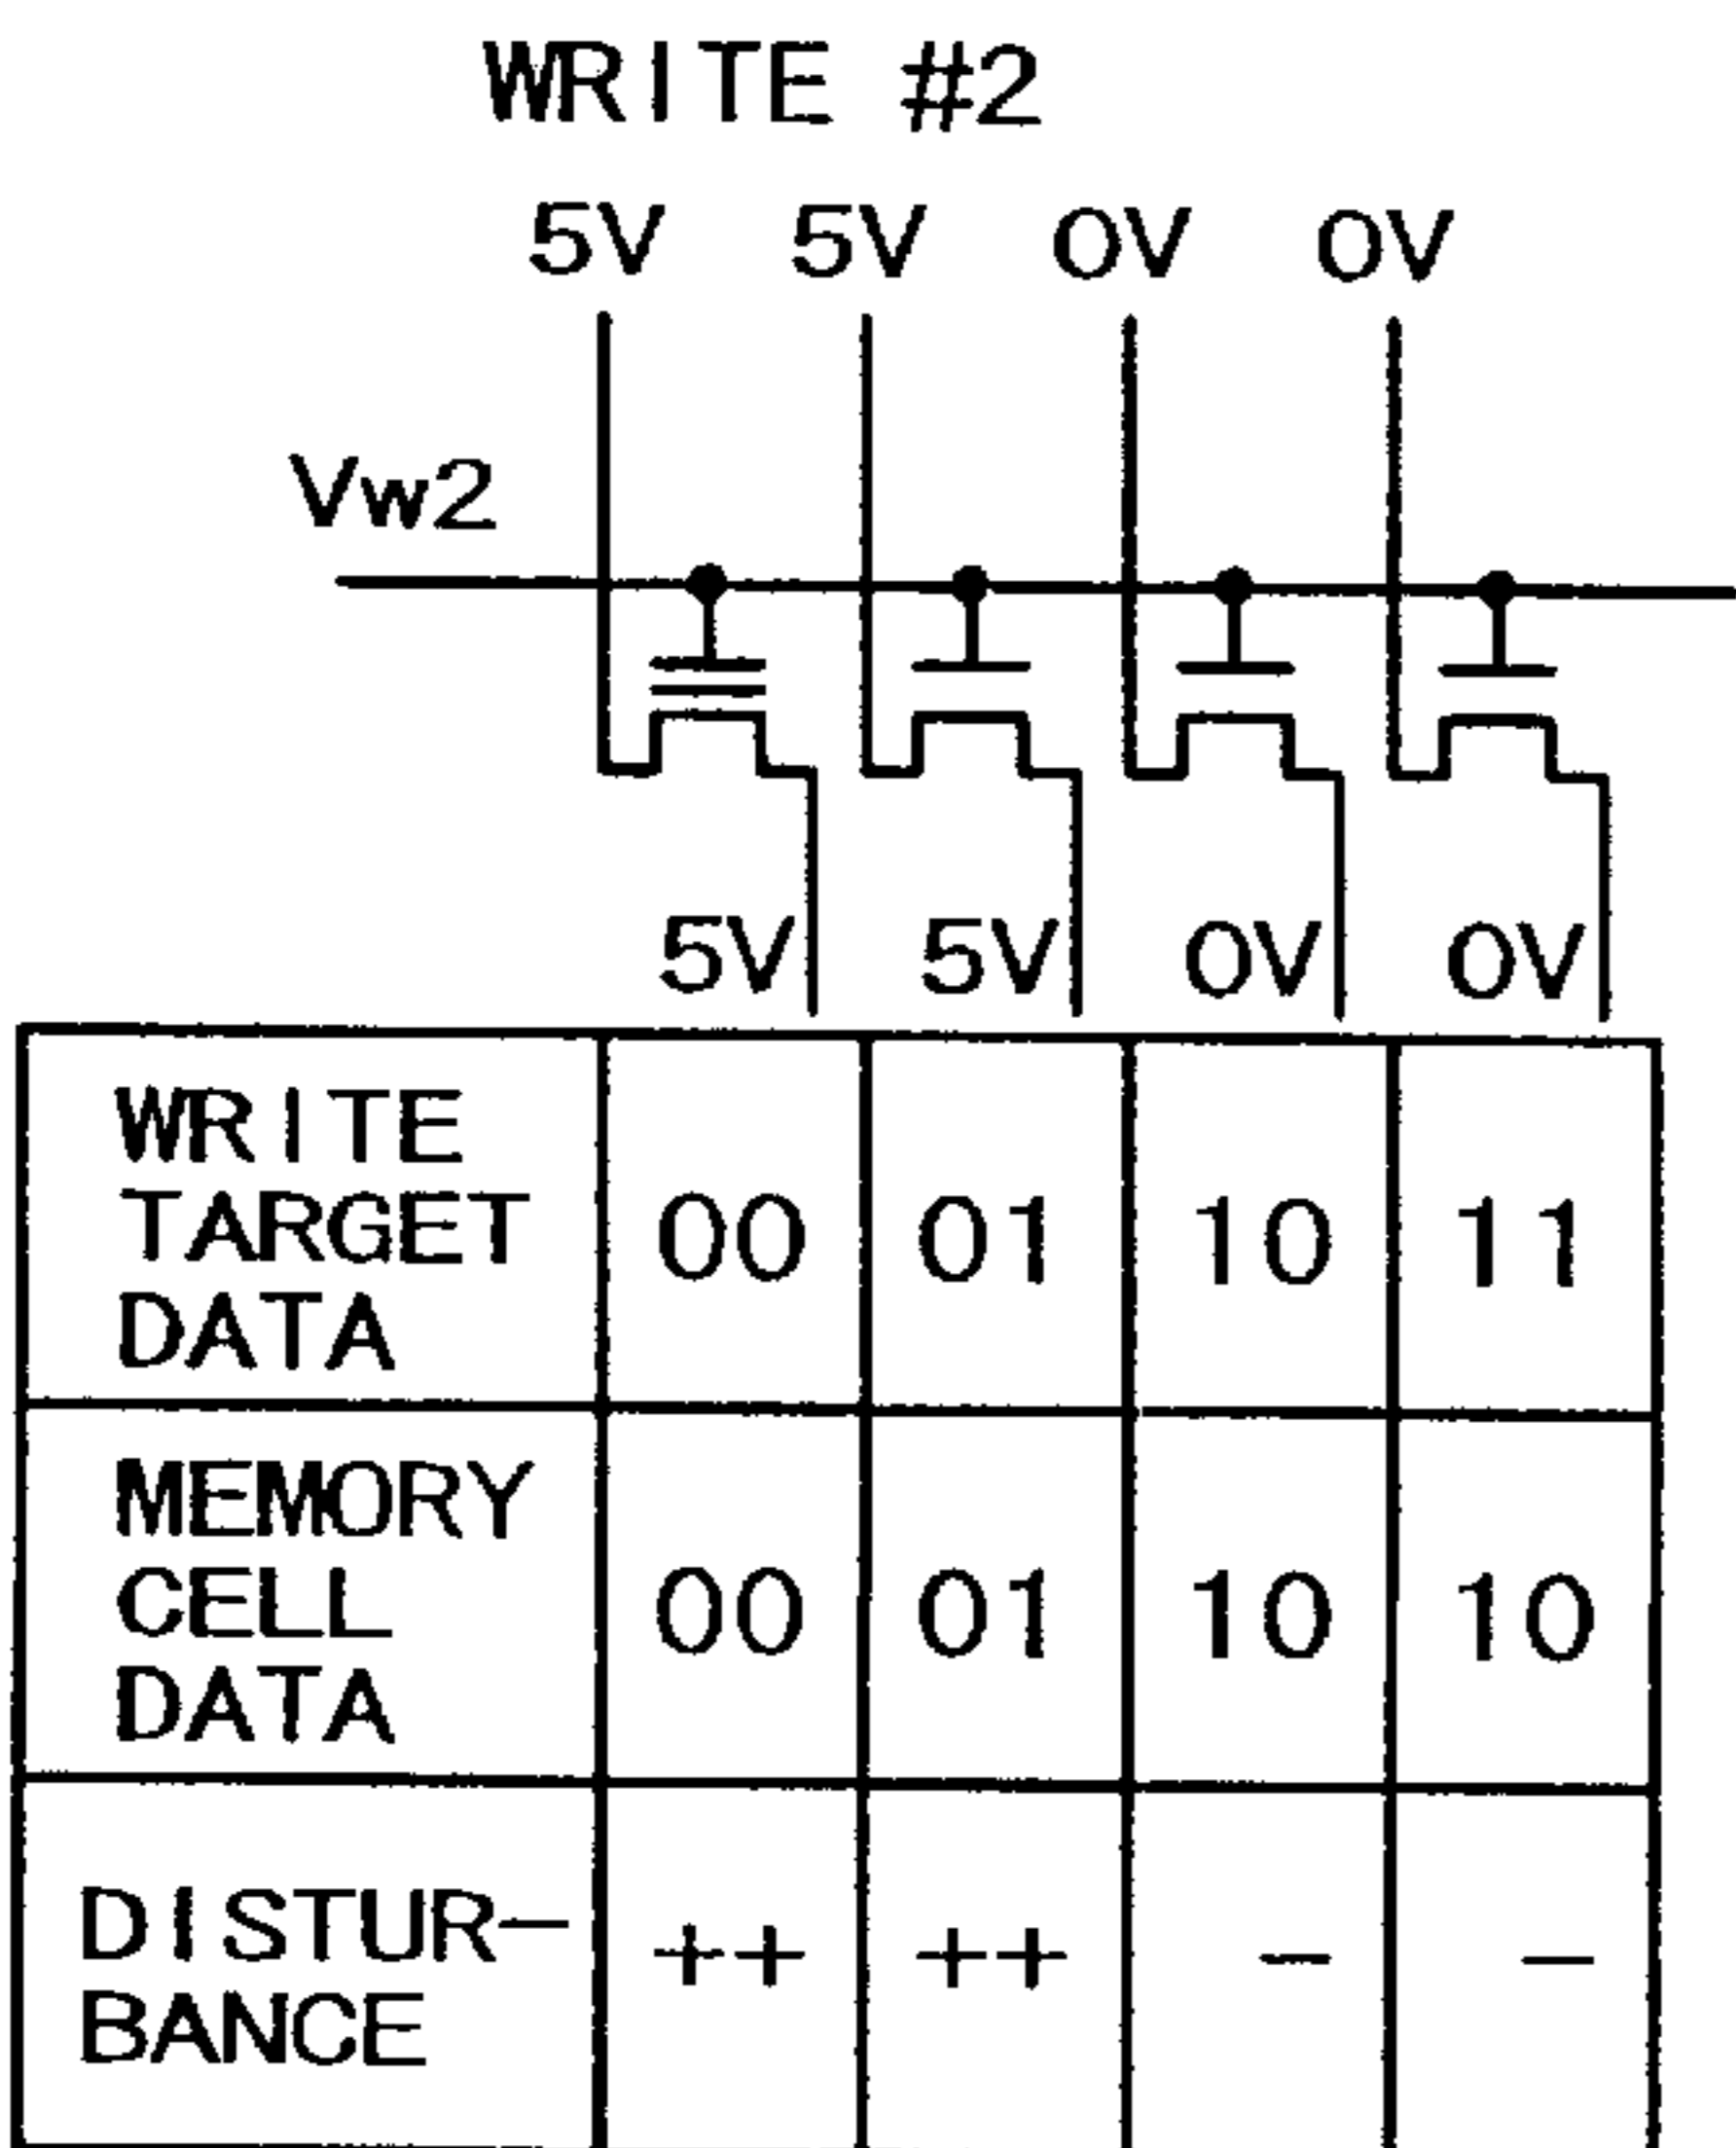 WRITE #2
5V 5V 0V 0V
Vw2
5V 5V 0V 0V
WRITE
TARGET 00 01 10 11
DATA
MEMORY
CELL 00 01 10 10
DATA
DISTUR- ++ ++ - -
BANCE